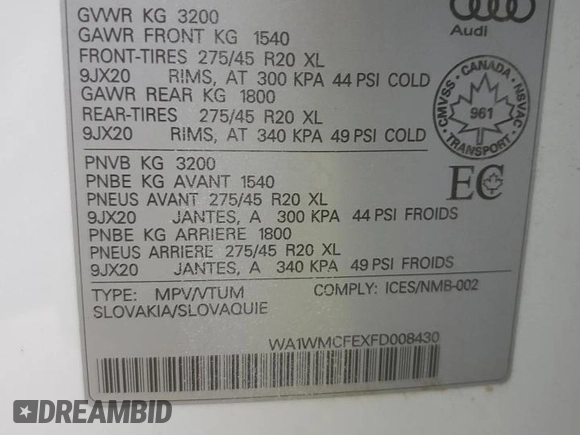 GVWR KG 3200
GAWR FRONT KG 1540
FRONT-TIRES 275/45 R20 XL
9JX20 RIMS, AT 300 KPA 44 PSI COLD
GAWR REAR KG 1800
REAR-TIRES 275/45 R20 XL
9JX20 RIMS, AT 340 KPA 49 PSI COLD
Audi
CMVSS · CANADA · NSVAC
961
TRANSPORT
PNVB KG 3200
PNBE KG AVANT 1540
PNEUS AVANT 275/45 R20 XL
9JX20 JANTES, A 300 KPA 44 PSI FROIDS
PNBE KG ARRIERE 1800
PNEUS ARRIERE 275/45 R20 XL
9JX20 JANTES, A 340 KPA 49 PSI FROIDS
EC
TYPE: MPV/VTUM COMPLY: ICES/NMB-002
SLOVAKIA/SLOVAQUIE
WA1WMCFEXFD008430
DREAMBID